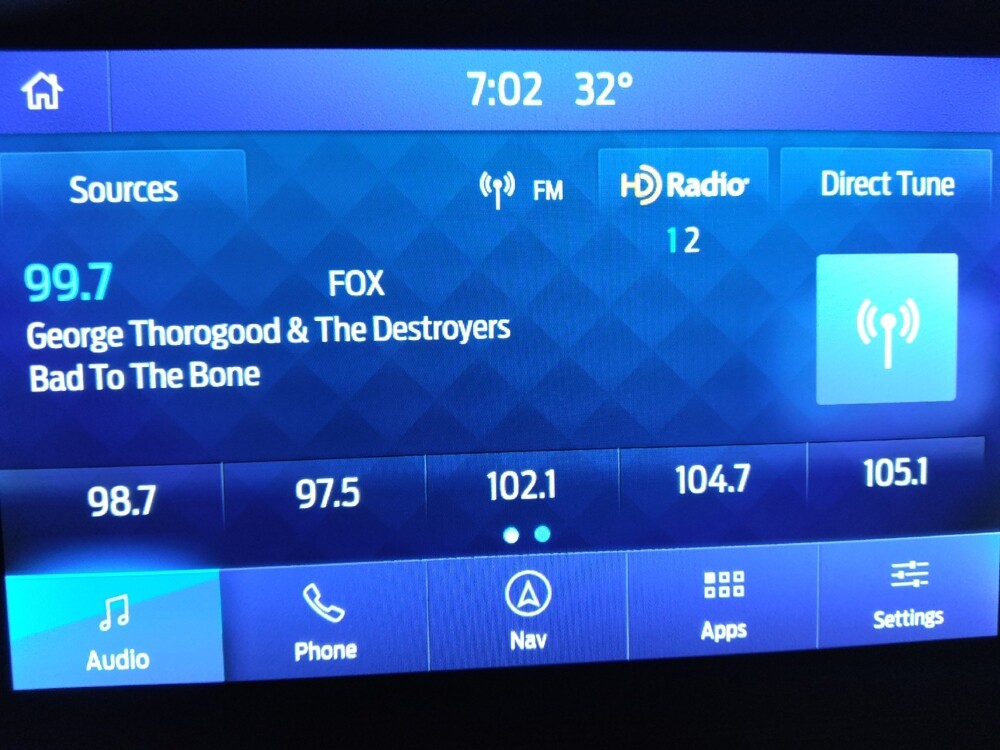 7:02 32°
Sources FM HD Radio Direct Tune
1 2
99.7 FOX
George Thorogood & The Destroyers
Bad To The Bone
98.7 97.5 102.1 104.7 105.1
Audio Phone Nav Apps Settings